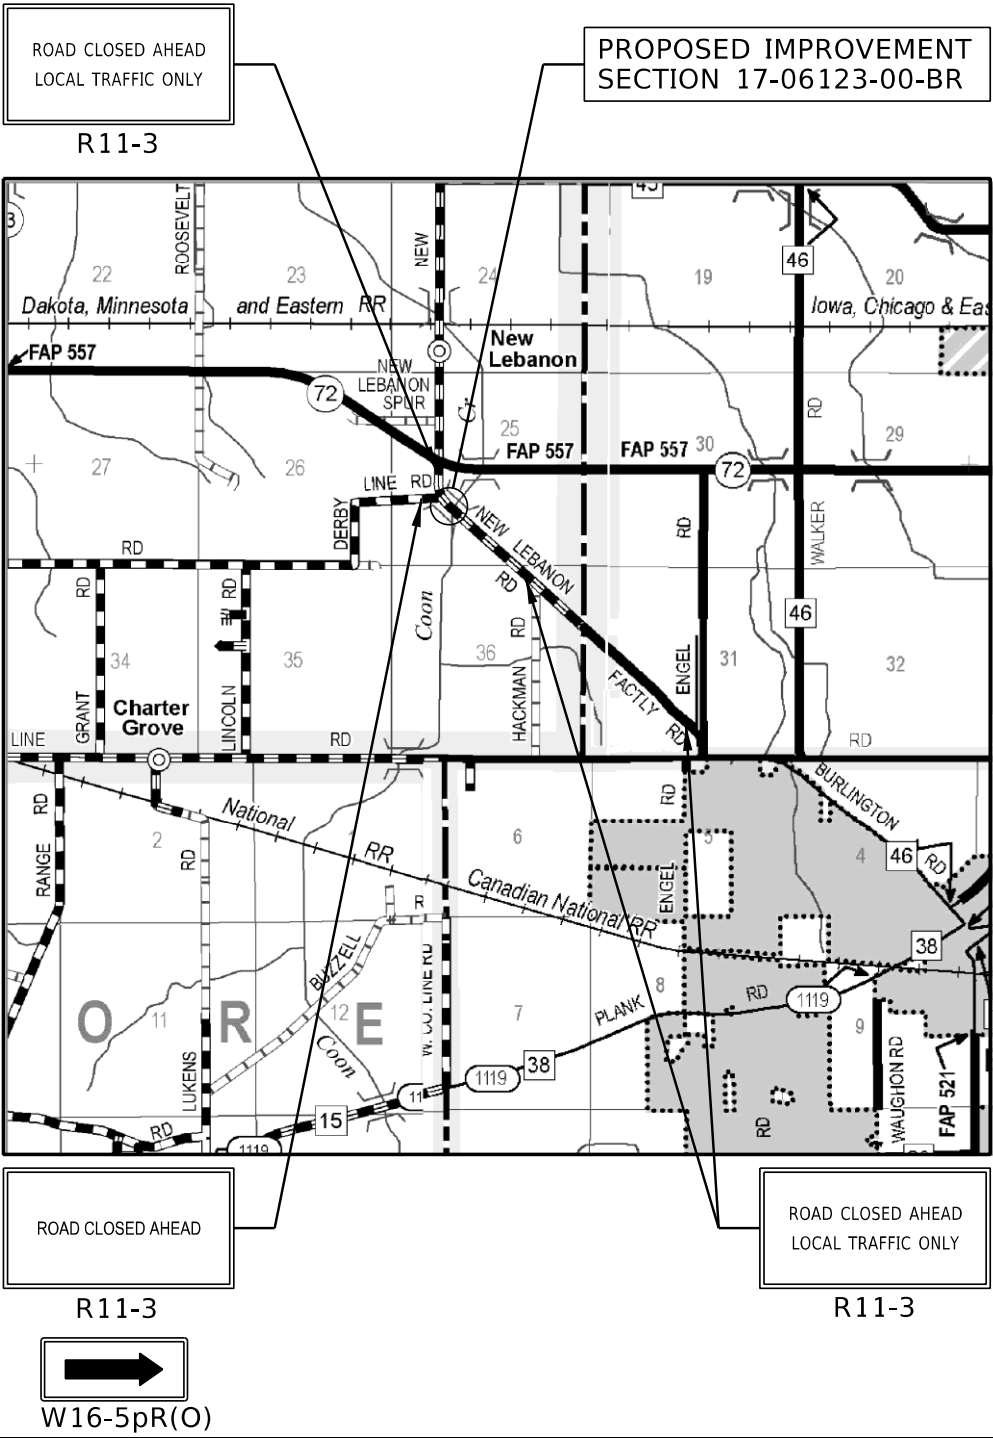 ROAD CLOSED AHEAD
LOCAL TRAFFIC ONLY
R11-3
PROPOSED IMPROVEMENT
SECTION 17-06123-00-BR
ROOSEVELT
NEW
45
46
22
23
24
19
20
Dakota, Minnesota
and Eastern RR
Iowa, Chicago & Eas
FAP 557
New
Lebanon
72
NEW
LEBANON
SPUR
Cr
RD
25
FAP 557
FAP 557
30
29
27
26
72
LINE RD
DERBY
NEW LEBANON
RD
RD
WALKER
RD
RD
RD
RD
46
Coon
34
35
36
31
32
GRANT
LINCOLN
HACKMAN
ENGEL
FACTLY
RD
Charter
Grove
LINE
RD
RD
RD
RANGE
2
RD
National
RR
6
RD
5
BURLINGTON
4
46
RD
Canadian National RR
ENGEL
R
38
BUZZELL
W. CO. LINE RD
8
PLANK
RD
1119
O
11
R
12
E
7
9
Coon
LUKENS
38
1119
11
15
RD
1119
RD
WAUGHON RD
FAP 521
ROAD CLOSED AHEAD
R11-3
ROAD CLOSED AHEAD
LOCAL TRAFFIC ONLY
R11-3
W16-5pR(O)